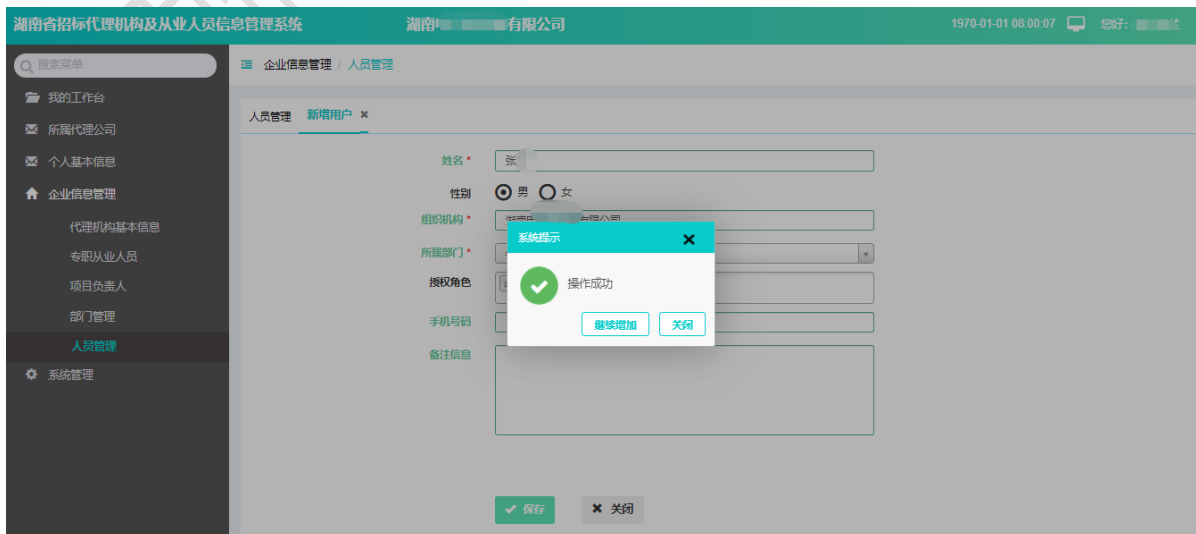 湖南省招标代理机构及从业人员信息管理系统 湖南 有限公司 1970-01-01 08:00:07 您好:
搜索菜单
企业信息管理 / 人员管理
我的工作台
所属代理公司
个人基本信息
企业信息管理
代理机构基本信息
专职从业人员
项目负责人
部门管理
人员管理
系统管理
人员管理 新增用户
姓名* 张
性别 男 女
组织机构* 有限公司
所属部门*
授权角色
手机号码
备注信息
系统提示
操作成功
继续增加 关闭
保存 关闭